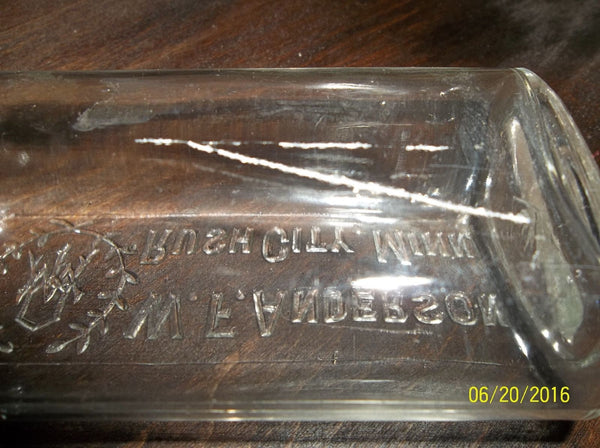 W. F. ANDERSON
RUSH CITY, MINN
06/20/2016